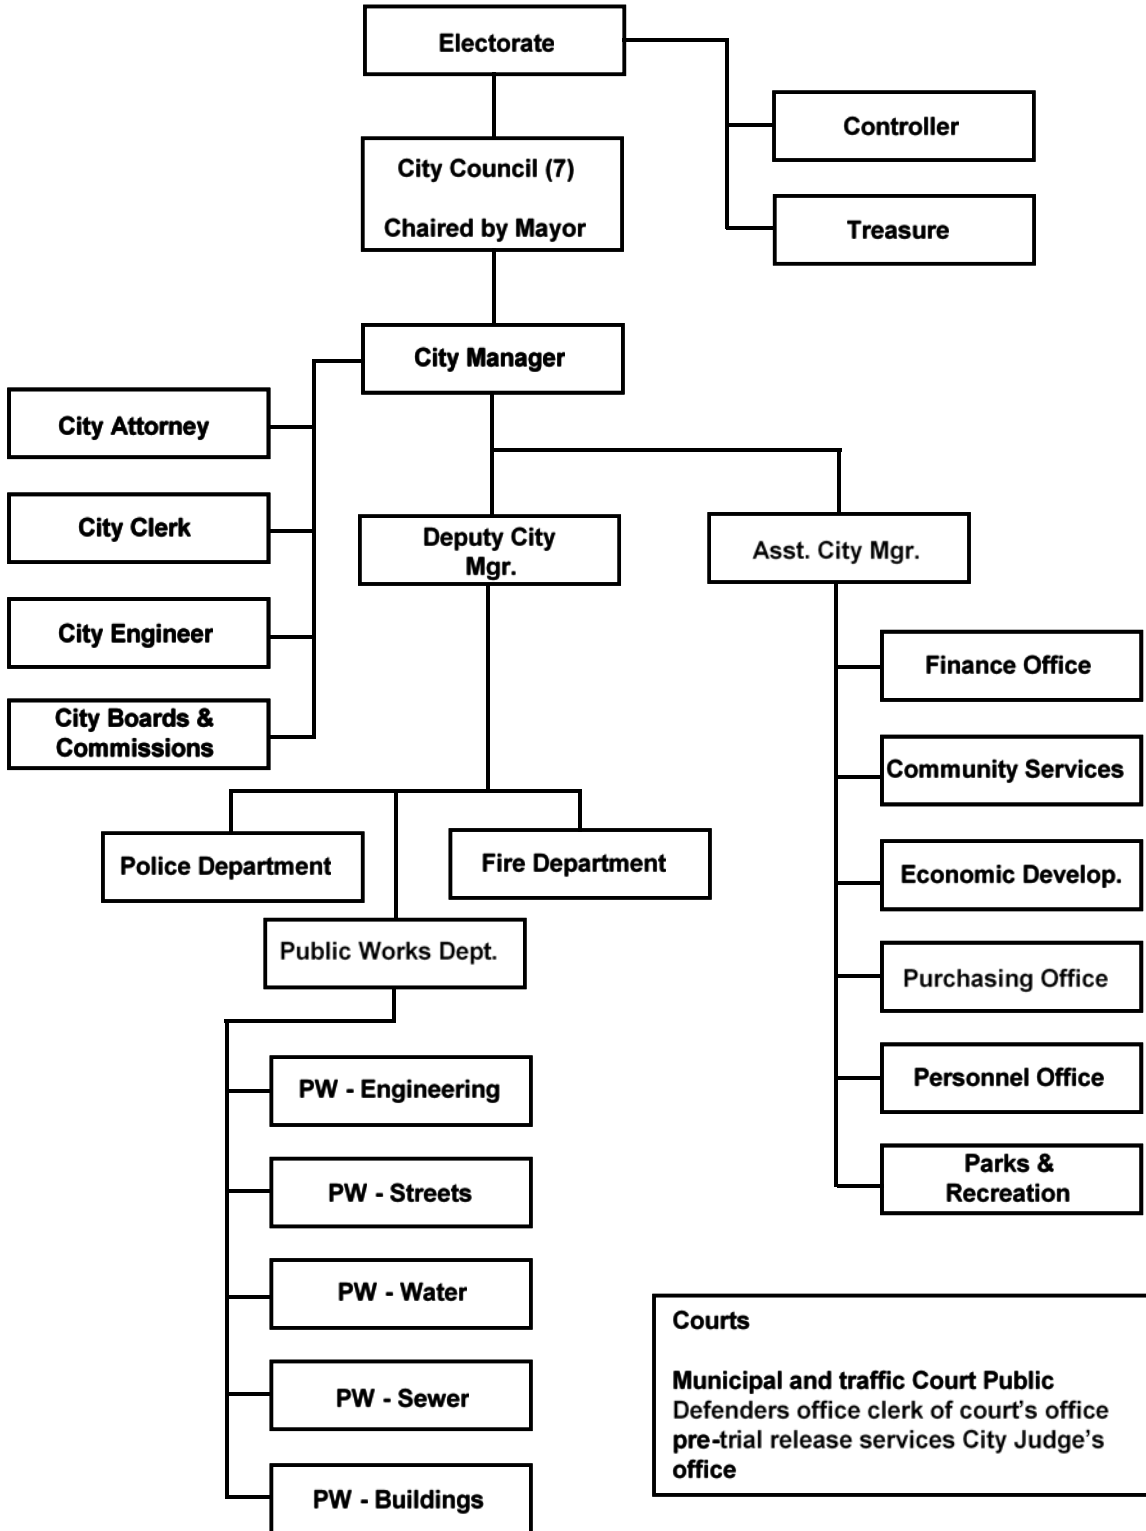 Electorate
Controller
City Council (7)
Chaired by Mayor
Treasure
City Manager
City Attorney
City Clerk
Deputy City
Mgr.
Asst. City Mgr.
City Engineer
Finance Office
City Boards &
Commissions
Community Services
Police Department
Fire Department
Economic Develop.
Public Works Dept.
Purchasing Office
PW - Engineering
Personnel Office
PW - Streets
Parks &
Recreation
PW - Water
PW - Sewer
PW - Buildings
Courts
Municipal and traffic Court Public
Defenders office clerk of court’s office
pre-trial release services City Judge’s
office